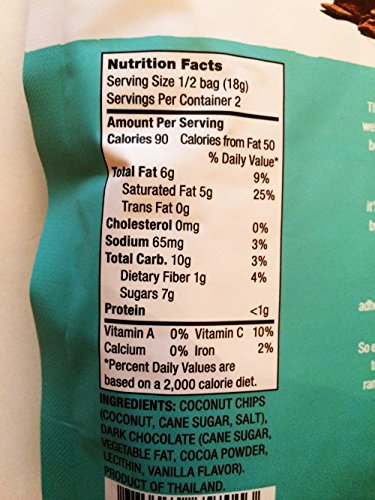 Nutrition Facts
Serving Size 1/2 bag (18g)
Servings Per Container 2
Amount Per Serving
Calories 90 Calories from Fat 50
% Daily Value*
Total Fat 6g 9%
Saturated Fat 5g 25%
Trans Fat 0g
Cholesterol 0mg 0%
Sodium 65mg 3%
Total Carb. 10g 3%
Dietary Fiber 1g 4%
Sugars 7g
Protein <1g
Vitamin A 0% Vitamin C 10%
Calcium 0% Iron 2%
*Percent Daily Values are
based on a 2,000 calorie diet.
INGREDIENTS: COCONUT CHIPS
(COCONUT, CANE SUGAR, SALT),
DARK CHOCOLATE (CANE SUGAR,
VEGETABLE FAT, COCOA POWDER,
LECITHIN, VANILLA FLAVOR).
PRODUCT OF THAILAND.